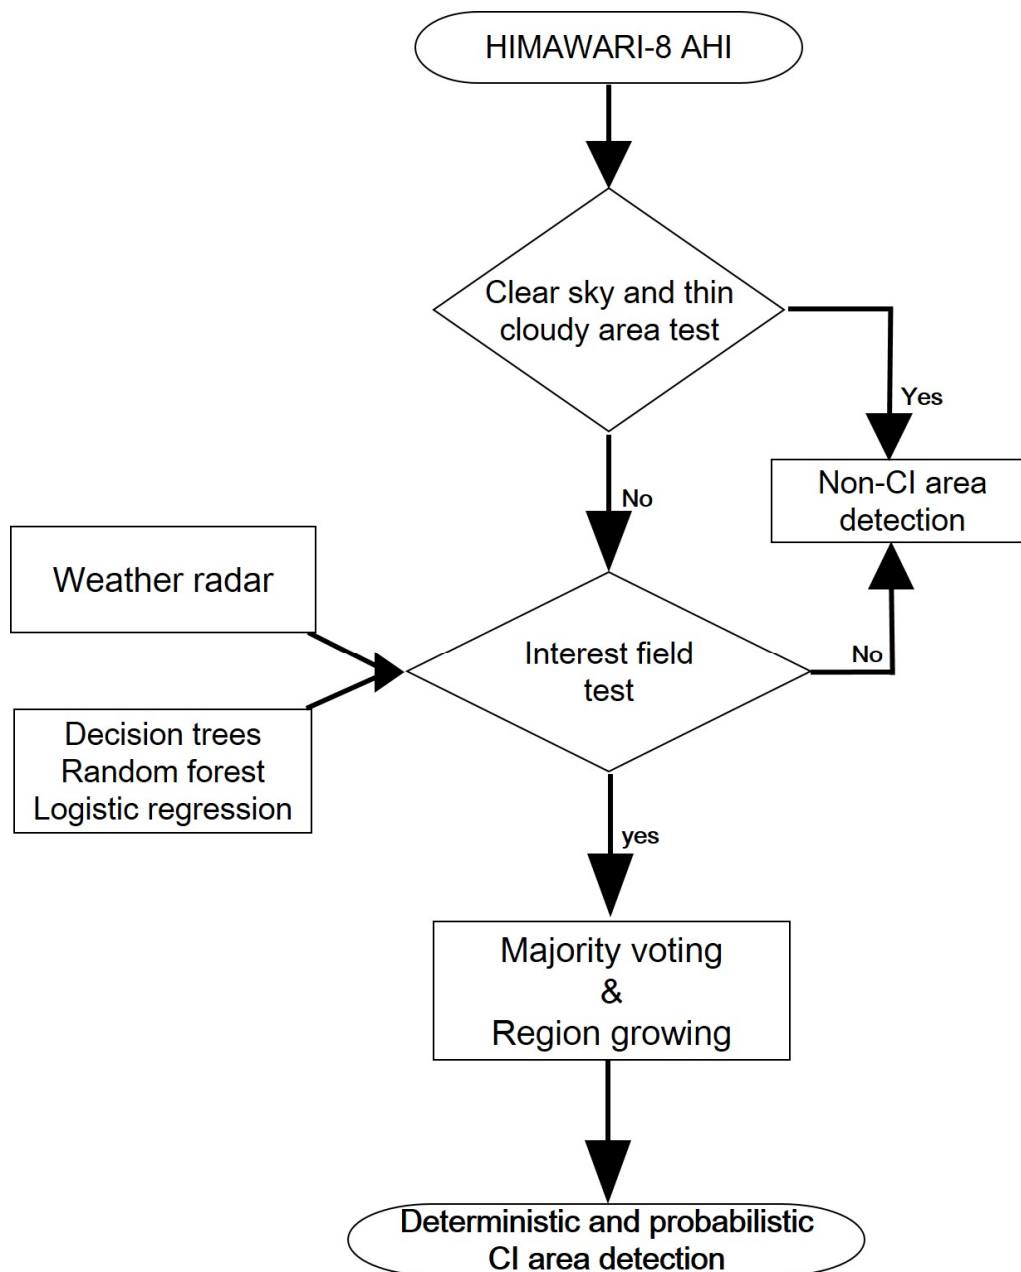 HIMAWARI-8 AHI
Clear sky and thin
cloudy area test
Yes
Non-CI area
detection
No
Weather radar
Interest field
test
No
Decision trees
Random forest
Logistic regression
yes
Majority voting
&
Region growing
Deterministic and probabilistic
CI area detection